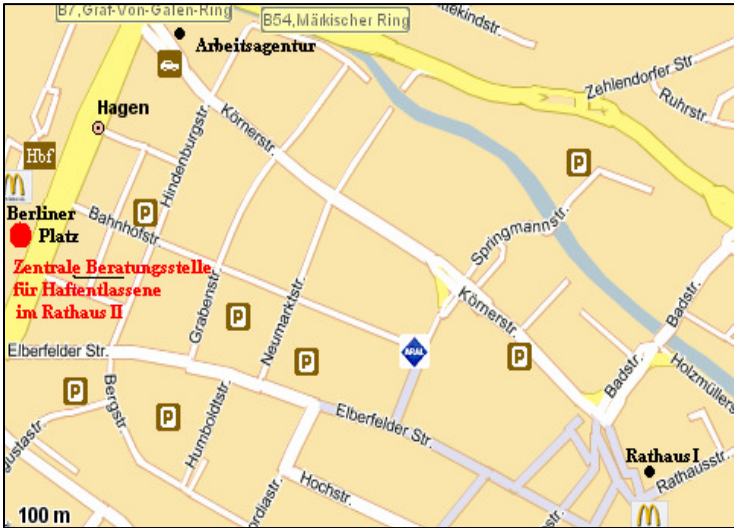 B7,Graf-Von-Galen-Ring
B54,Märkischer Ring
Arbeitsagentur
Zehlendorfer Str.
Ruhrstr.
Hagen
Körnerstr.
Hindenburgstr.
Hbf
P
P
Berliner
Platz
Bahnhofstr.
Springmannstr.
Zentrale Beratungsstelle
für Haftentlassene
im Rathaus II
Grabenstr.
Neumarktstr.
Körnerstr.
Badstr.
P
P
P
ARAL
Elberfelder Str.
Badstr.
P
P
Bergstr.
Humboldtstr.
Elberfelder Str.
Rathaus I
Rathausstr.
Hochstr.
100 m